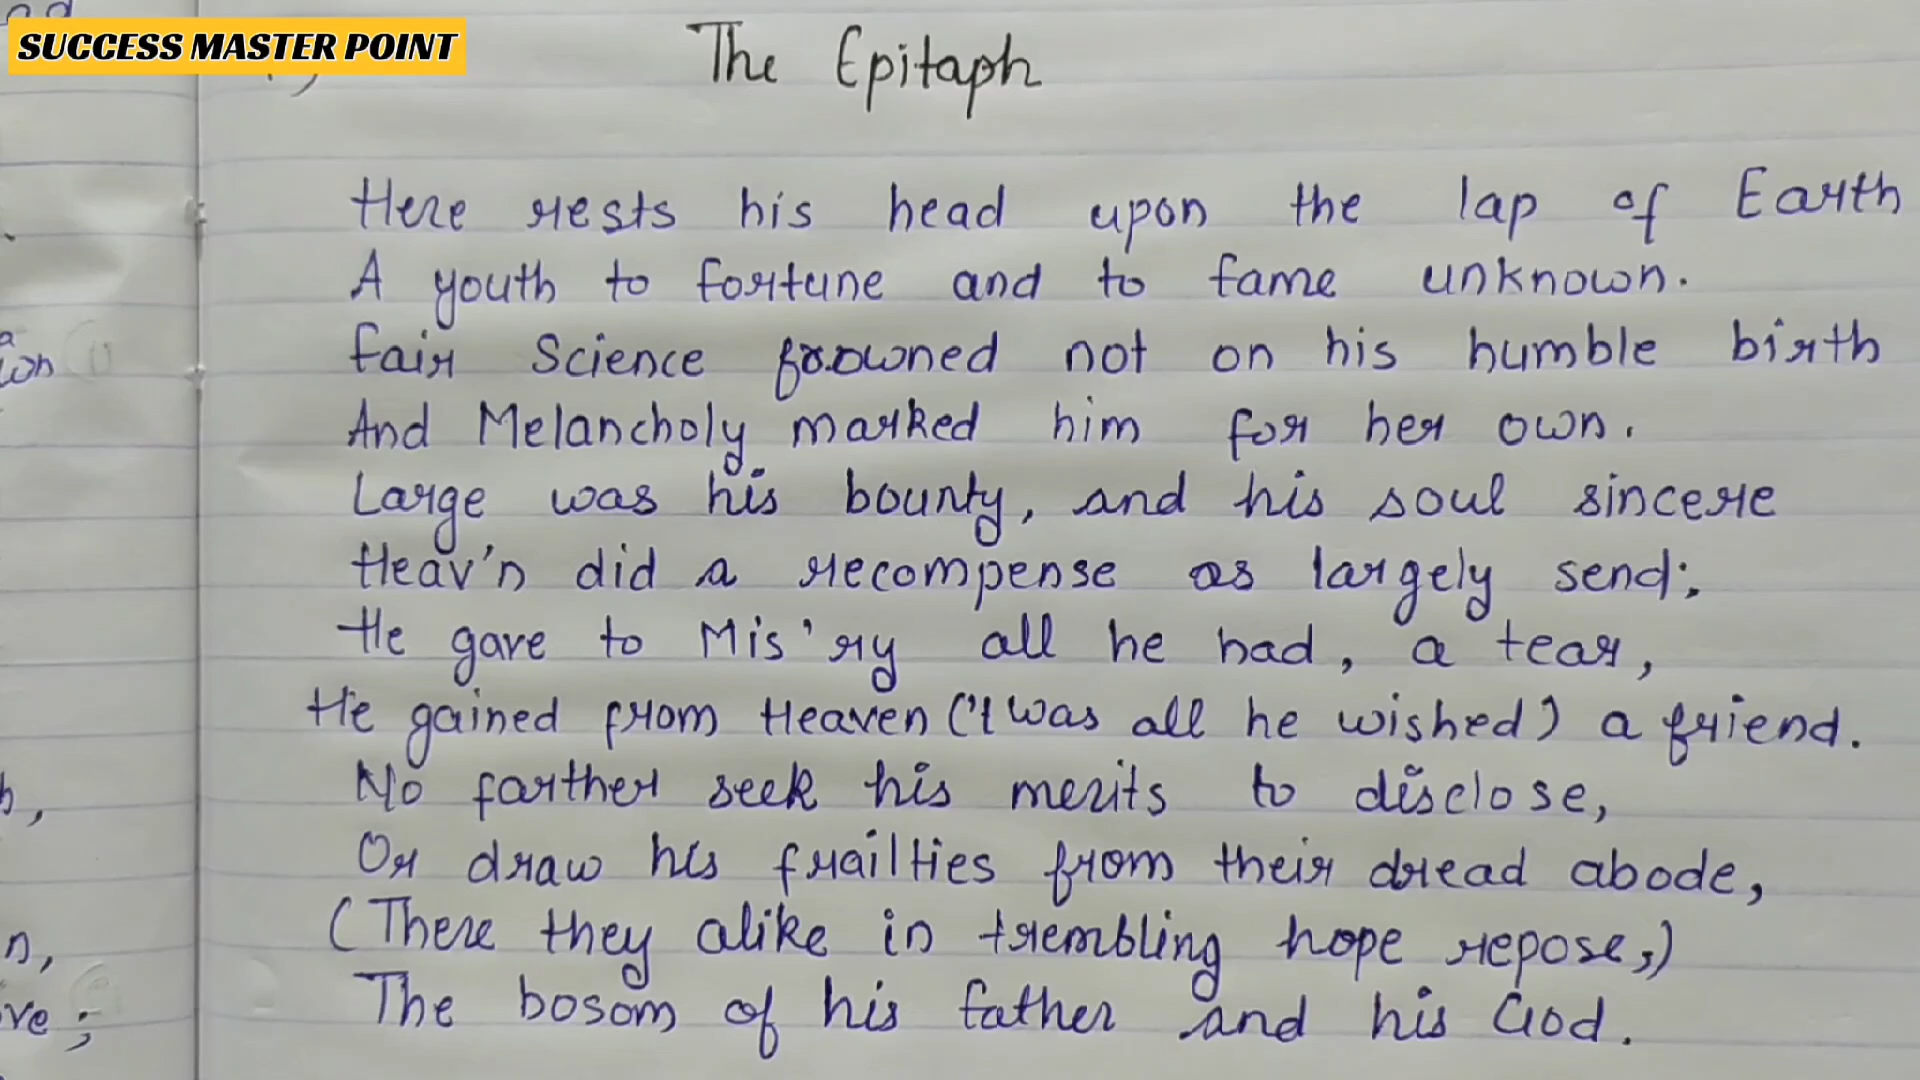 SUCCESS MASTER POINT
The Epitaph
Here rests his head upon the lap of Earth
A youth to fortune and to fame unknown.
Fair Science frowned not on his humble birth
And Melancholy marked him for her own.
Large was his bounty, and his soul sincere
Heav'n did a recompense as largely send;
He gave to Mis'ry all he had, a tear,
He gained from Heaven ('twas all he wished) a friend.
No farther seek his merits to disclose,
Or draw his frailties from their dread abode,
(There they alike in trembling hope repose,)
The bosom of his father and his God.